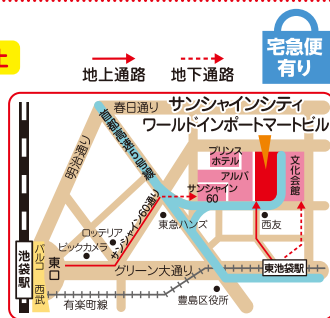 宅急便
有り
土
地上通路
地下通路
春日通り
サンシャインシティ
ワールドインポートマートビル
首都高速5号線
明治通り
プリンス
ホテル
アルパ
サンシャイン
60
文化会館
サンシャイン60通り
ロッテリア
ビックカメラ
東急ハンズ
西友
池袋駅
パルコ
西武
東口
グリーン大通り
東池袋駅
有楽町線
豊島区役所